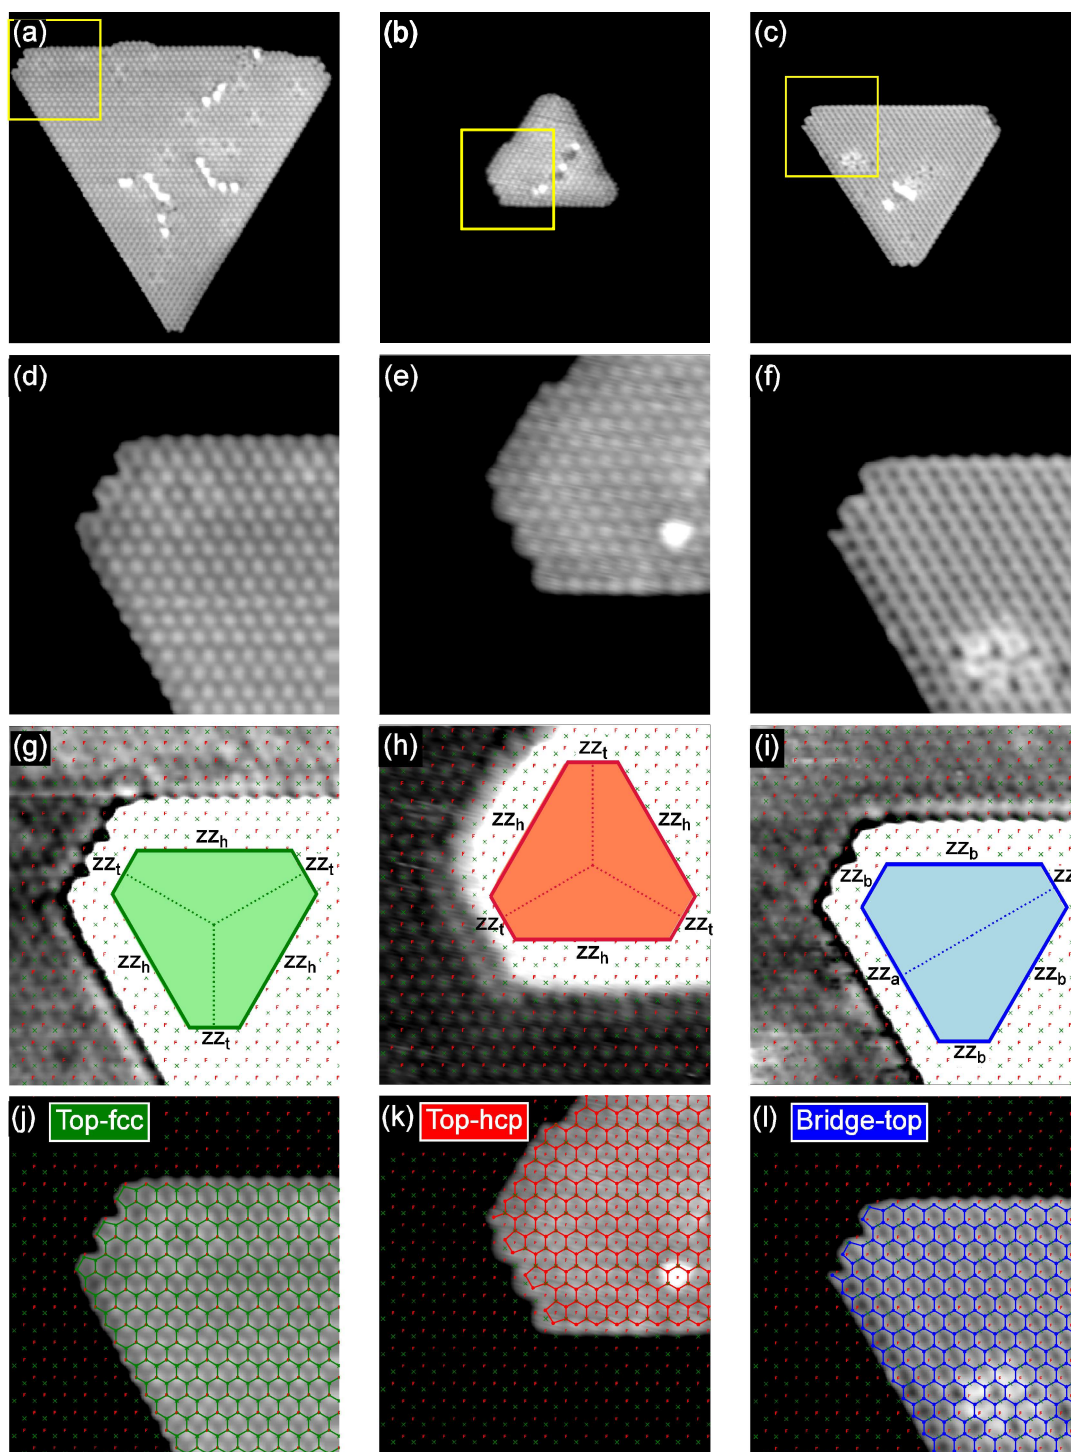 (a) (b) (c)
(d) (e) (f)
(g) (h) (i)
zz_h
zz_t
zz_t
zz_h
zz_h
zz_t
zz_t
zz_h
zz_h
zz_t
zz_t
zz_h
zz_b
zz_b
zz
zz_a
zz_b
zz_b
(j) Top-fcc
(k) Top-hcp
(l) Bridge-top